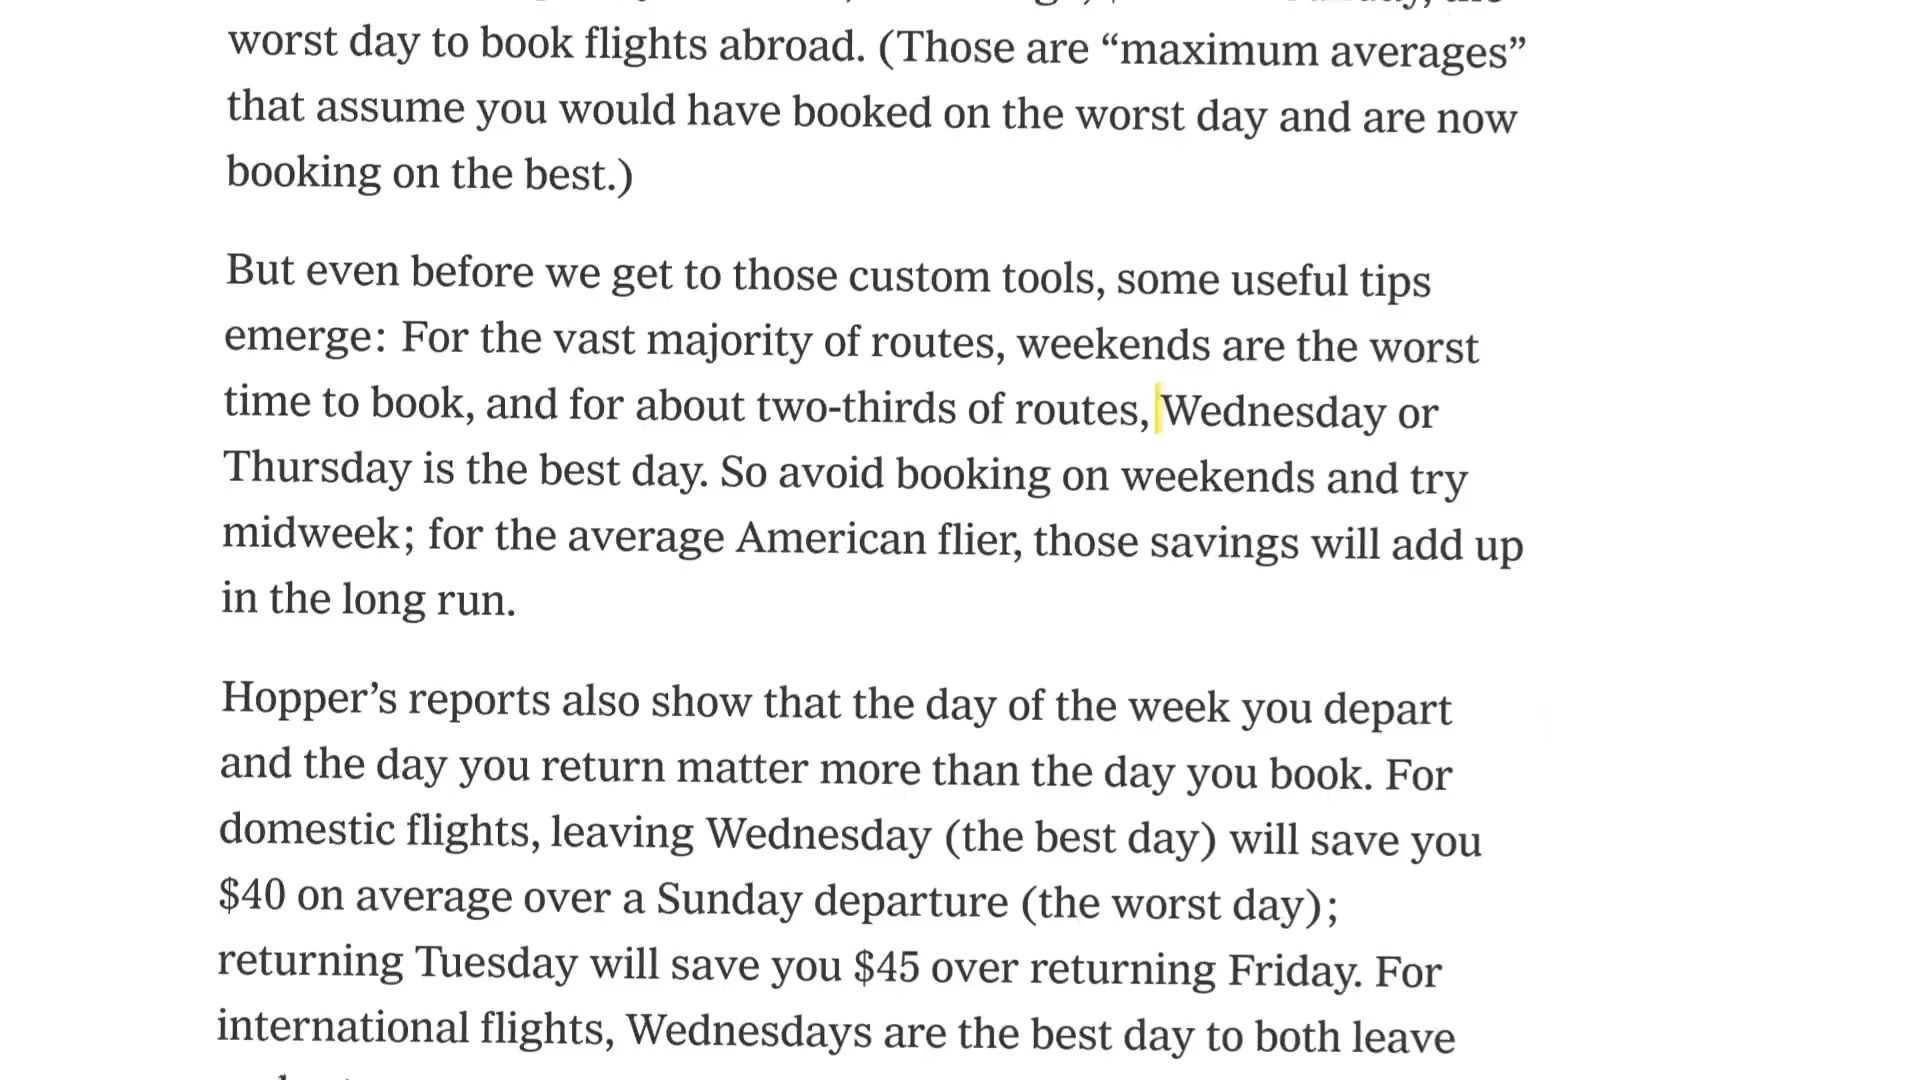 worst day to book flights abroad. (Those are “maximum averages”
that assume you would have booked on the worst day and are now
booking on the best.)
But even before we get to those custom tools, some useful tips
emerge: For the vast majority of routes, weekends are the worst
time to book, and for about two-thirds of routes, Wednesday or
Thursday is the best day. So avoid booking on weekends and try
midweek; for the average American flier, those savings will add up
in the long run.
Hopper’s reports also show that the day of the week you depart
and the day you return matter more than the day you book. For
domestic flights, leaving Wednesday (the best day) will save you
$40 on average over a Sunday departure (the worst day);
returning Tuesday will save you $45 over returning Friday. For
international flights, Wednesdays are the best day to both leave